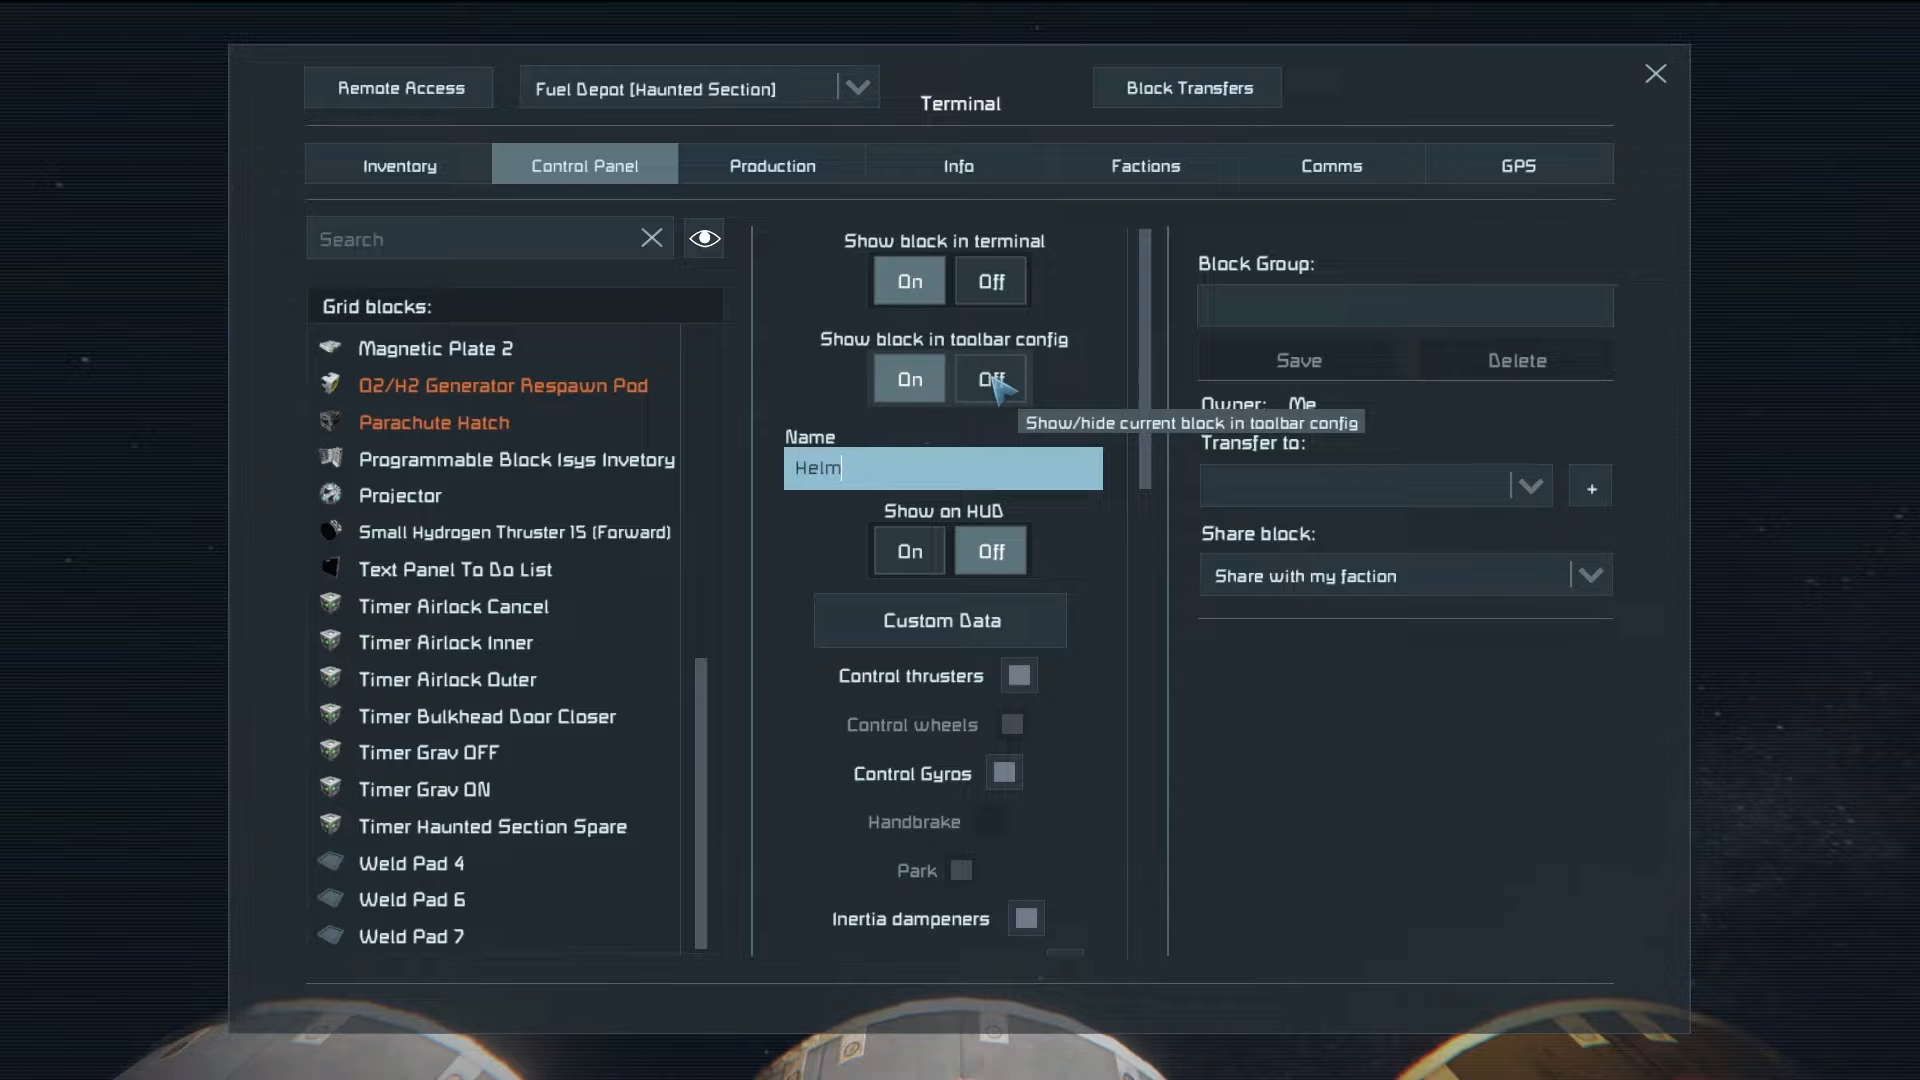 Remote Access
Fuel Depot [Haunted Section]
Terminal
Block Transfers
Inventory
Control Panel
Production
Info
Factions
Comms
GPS
Search
Grid blocks:
Magnetic Plate 2
O2/H2 Generator Respawn Pod
Parachute Hatch
Programmable Block Isys Invetory
Projector
Small Hydrogen Thruster 15 (Forward)
Text Panel To Do List
Timer Airlock Cancel
Timer Airlock Inner
Timer Airlock Outer
Timer Bulkhead Door Closer
Timer Grav OFF
Timer Grav ON
Timer Haunted Section Spare
Weld Pad 4
Weld Pad 6
Weld Pad 7
Show block in terminal
On Off
Show block in toolbar config
On Off
Show/hide current block in toolbar config
Name
Helm
Show on HUD
On Off
Custom Data
Control thrusters
Control wheels
Control Gyros
Handbrake
Park
Inertia dampeners
Block Group:
Save Delete
Owner: Me
Transfer to:
+
Share block:
Share with my faction